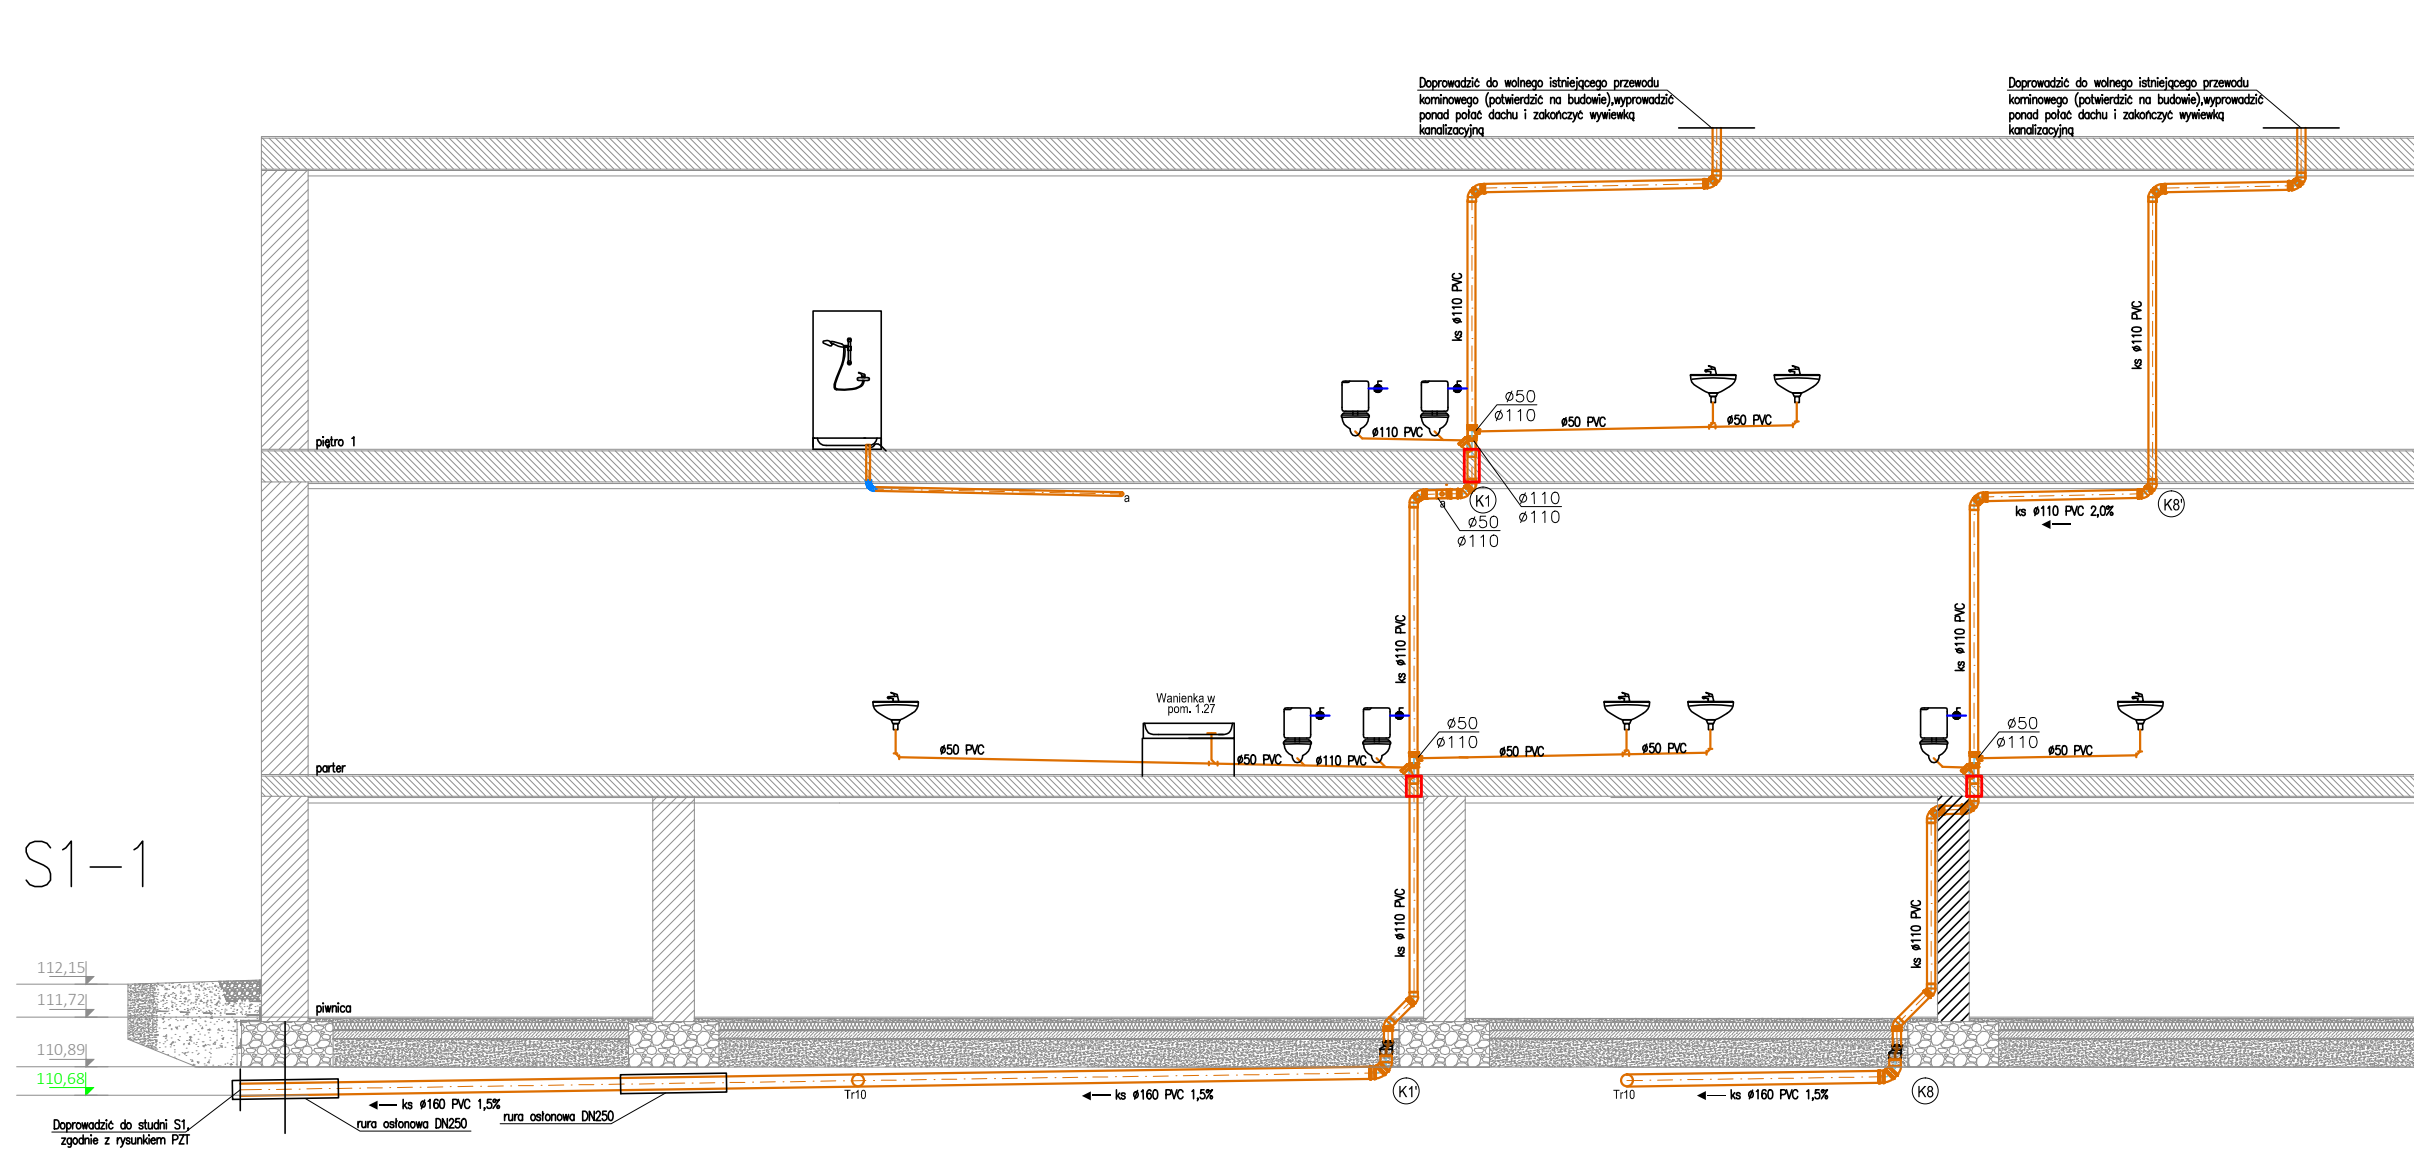 Doprowadzić do wolnego istniejącego przewodu
kominowego (potwierdzić na budowie),wyprowadzić
ponad połać dachu i zakończyć wywiewką
kanalizacyjną
Doprowadzić do wolnego istniejącego przewodu
kominowego (potwierdzić na budowie),wyprowadzić
ponad połać dachu i zakończyć wywiewką
kanalizacyjną
ks ø110 PVC
ks ø110 PVC
ø50
ø110
ø110 PVC
ø50 PVC
ø50 PVC
piętro 1
a
a
K1
ø110
ø110
ø50
ø110
K8'
ks ø110 PVC 2,0%
ks ø110 PVC
ks ø110 PVC
Wanienka w
pom. 1.27
ø50
ø110
ø50
ø110
ø50 PVC
ø50 PVC
ø110 PVC
ø50 PVC
ø50 PVC
ø50 PVC
parter
S1-1
ks ø110 PVC
ks ø110 PVC
112,15
111,72
piwnica
110,89
110,68
Tr10
K1'
Tr10
K8
ks ø160 PVC 1,5%
ks ø160 PVC 1,5%
ks ø160 PVC 1,5%
rura osłonowa DN250
rura osłonowa DN250
Doprowadzić do studni S1,
zgodnie z rysunkiem PZT